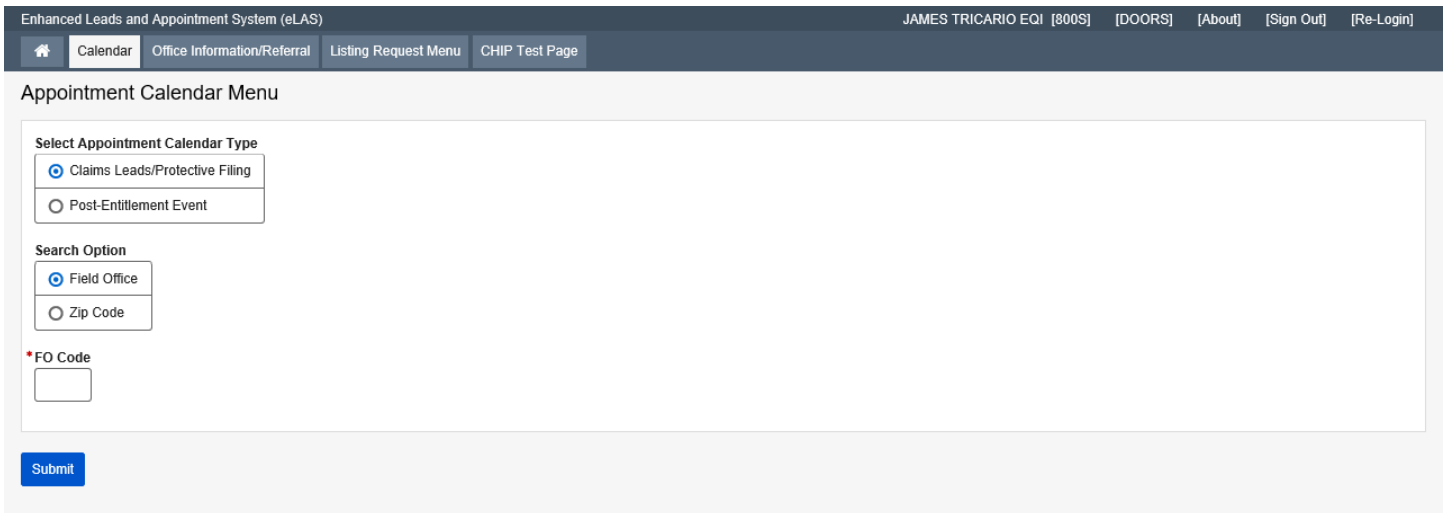 Enhanced Leads and Appointment System (eLAS) JAMES TRICARIO EQI [800S] [DOORS] [About] [Sign Out] [Re-Login]
Calendar Office Information/Referral Listing Request Menu CHIP Test Page
Appointment Calendar Menu
Select Appointment Calendar Type
Claims Leads/Protective Filing
Post-Entitlement Event
Search Option
Field Office
Zip Code
*FO Code
Submit